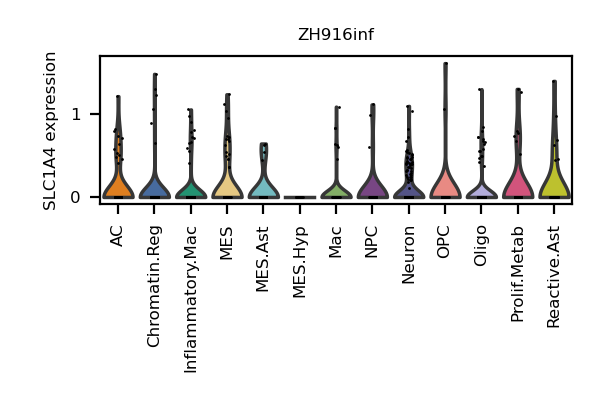 ZH916inf
SLC1A4 expression
1
0
AC
Chromatin.Reg
Inflammatory.Mac
MES
MES.Ast
MES.Hyp
Mac
NPC
Neuron
OPC
Oligo
Prolif.Metab
Reactive.Ast